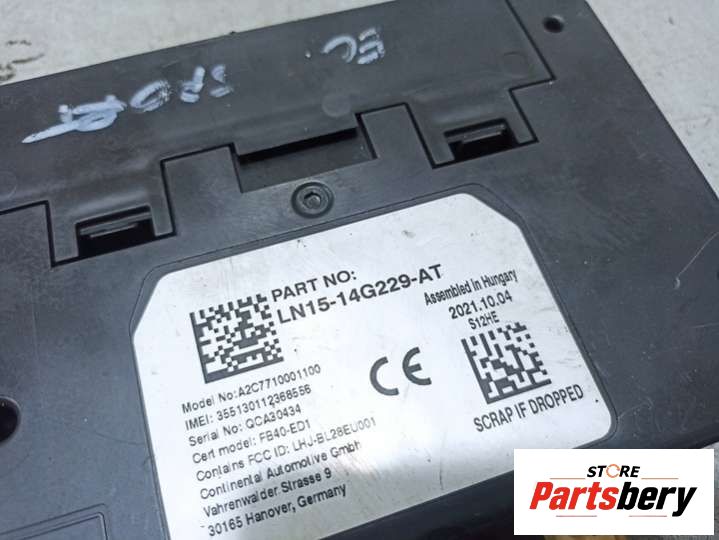 EC
SPORT
PART NO:
LN15-14G229-AT
Assembled in Hungary
2021.10.04
S12HE
Model No:A2C7710001100
IMEI: 355130112368556
Serial No: QCA30434
Cert model: FB40-ED1
Contains FCC ID: LHJ-BL28EU001
Continental Automotive Gmbh
Vahrenwalder Strasse 9
30165 Hanover, Germany
CE
SCRAP IF DROPPED
STORE
Partsbery